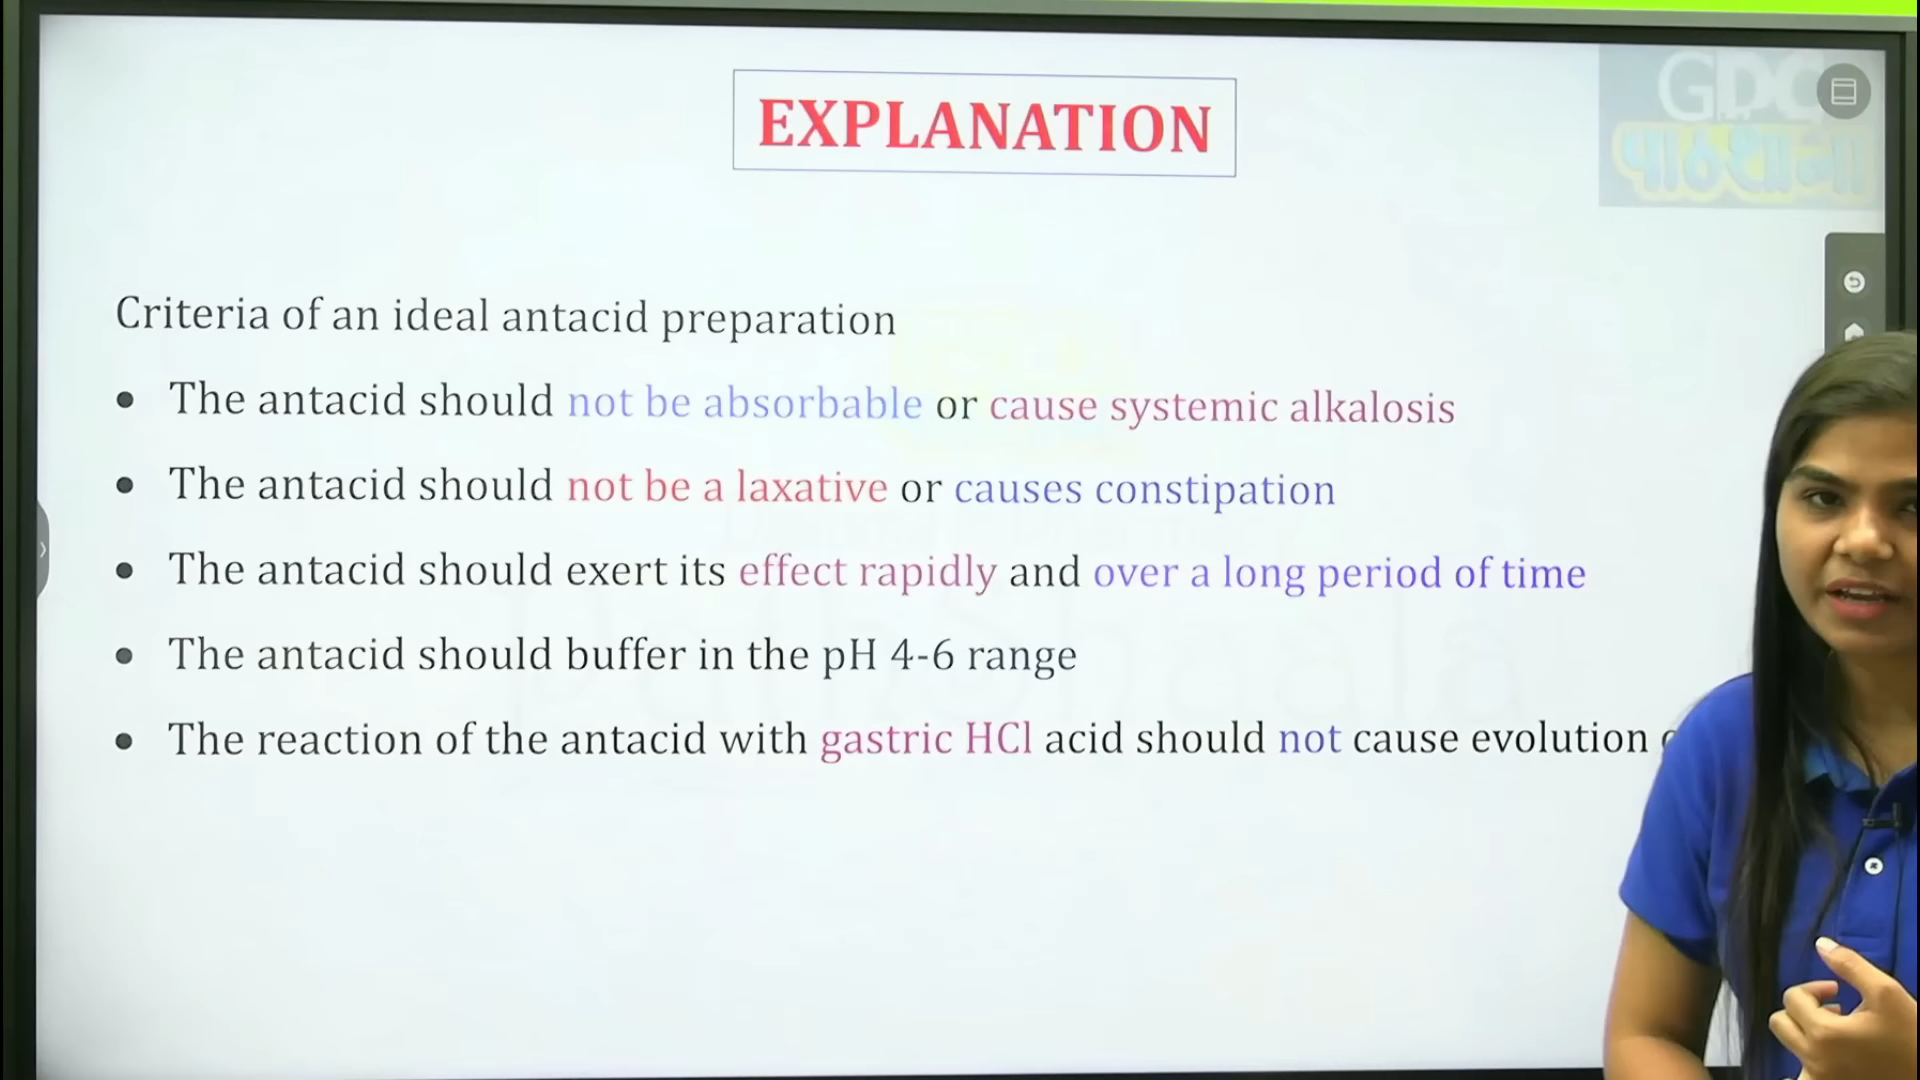 EXPLANATION
GPC
પાઠશાલા
Criteria of an ideal antacid preparation
• The antacid should not be absorbable or cause systemic alkalosis
• The antacid should not be a laxative or causes constipation
• The antacid should exert its effect rapidly and over a long period of time
• The antacid should buffer in the pH 4-6 range
• The reaction of the antacid with gastric HCl acid should not cause evolution